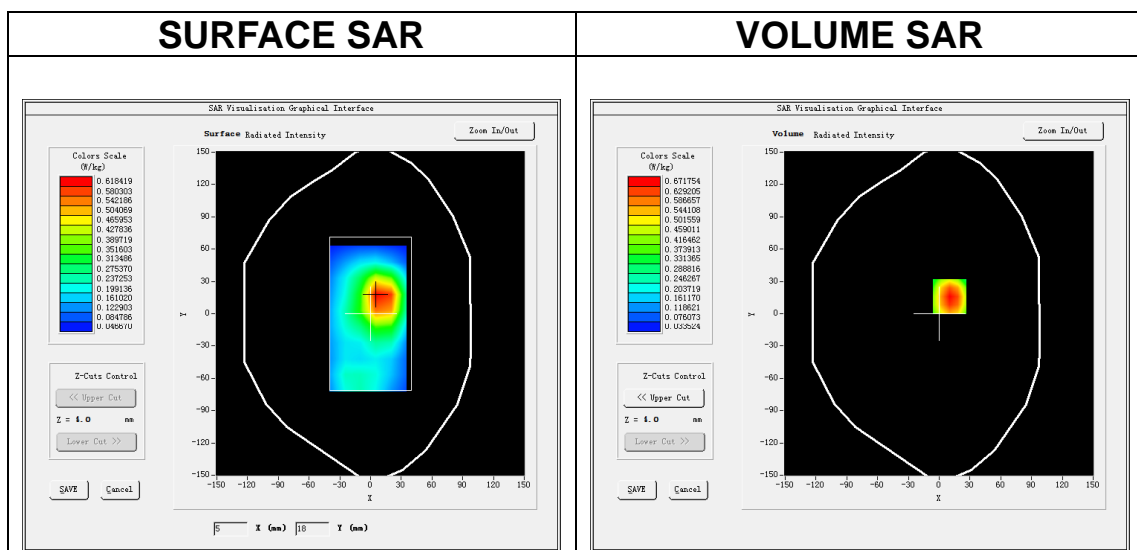 SURFACE SAR
SAR Visualisation Graphical Interface
Surface Radiated Intensity
Zoom In/Out
Colors Scale
(W/kg)
0.618419
0.580303
0.542186
0.504069
0.465953
0.427836
0.389719
0.351603
0.313486
0.275370
0.237253
0.199136
0.161020
0.122903
0.084786
0.046670
150
120
90
60
30
0
-30
-60
-90
-120
-150
Y
-150 -120 -90 -60 -30 0 30 60 90 120 150
X
Z-Cuts Control
<< Upper Cut
Z = 4.0 mm
Lower Cut >>
SAVE Cancel
5 X (mm) 18 Y (mm)
VOLUME SAR
SAR Visualisation Graphical Interface
Volume Radiated Intensity
Zoom In/Out
Colors Scale
(W/kg)
0.671754
0.629205
0.586657
0.544108
0.501559
0.459011
0.416462
0.373913
0.331365
0.288816
0.246267
0.203719
0.161170
0.118621
0.076073
0.033524
150
120
90
60
30
0
-30
-60
-90
-120
-150
Y
-150 -120 -90 -60 -30 0 30 60 90 120 150
X
Z-Cuts Control
<< Upper Cut
Z = 4.0 mm
Lower Cut >>
SAVE Cancel